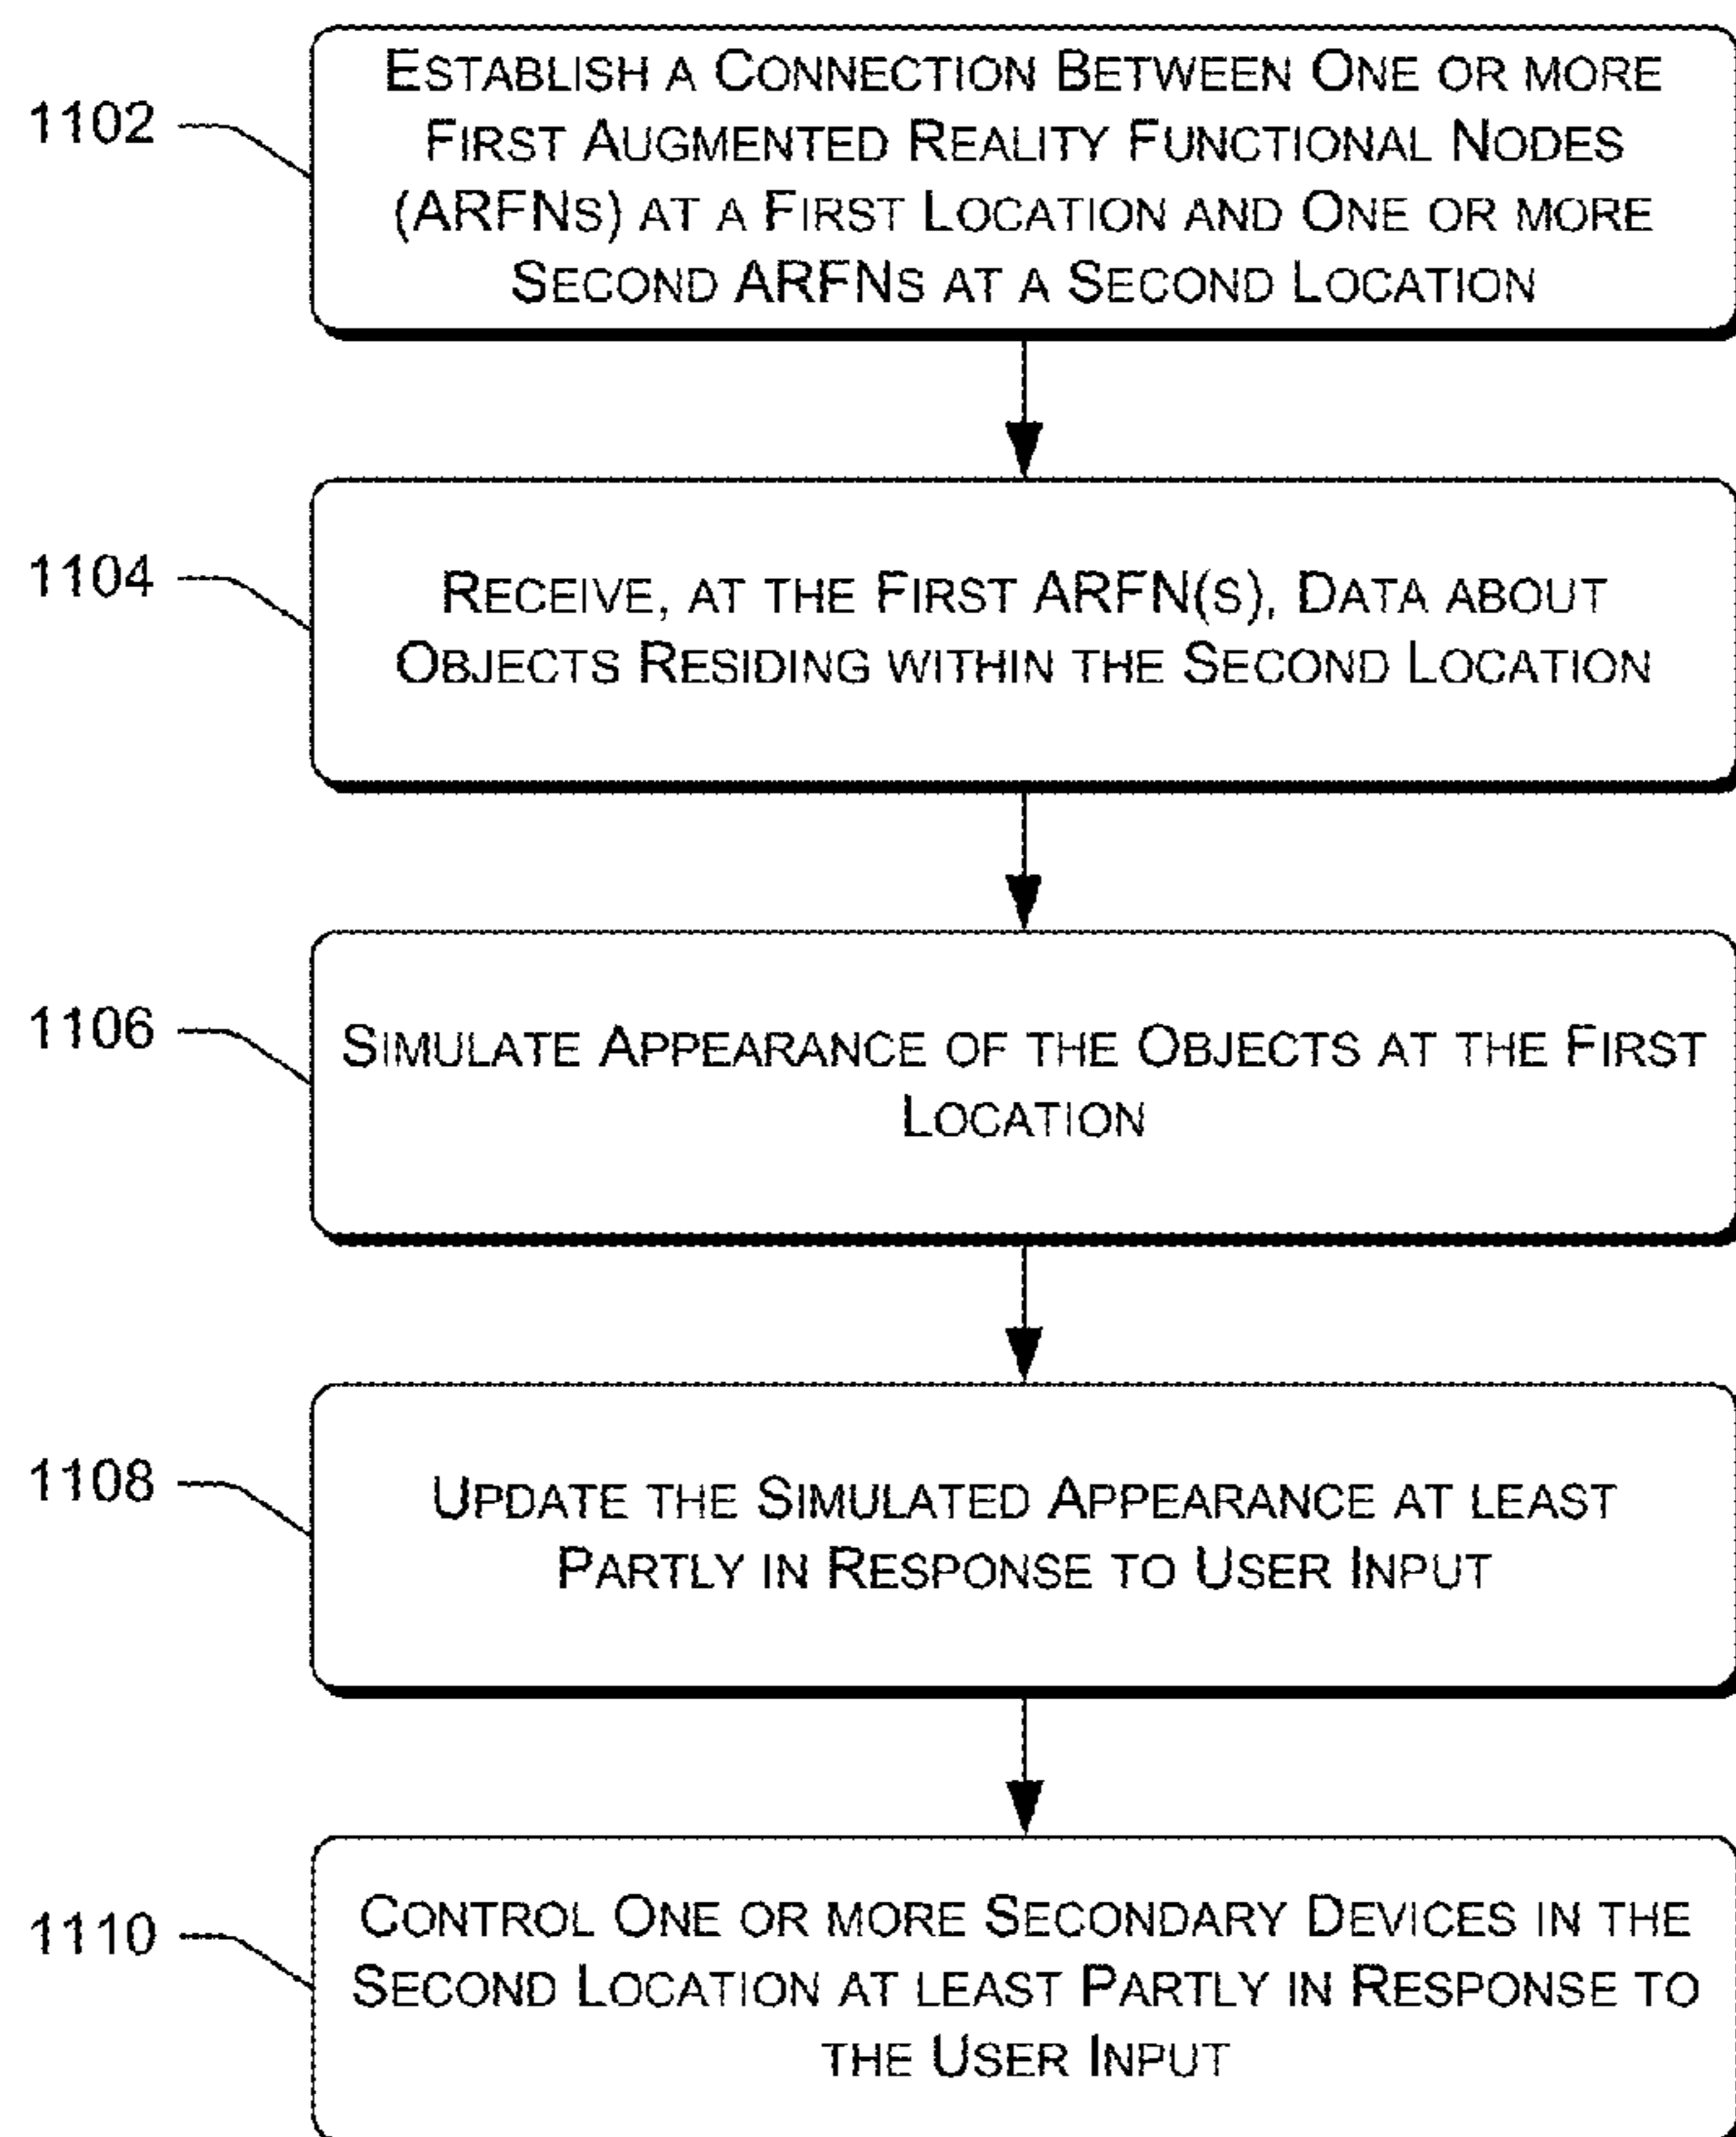 1102
ESTABLISH A CONNECTION BETWEEN ONE OR MORE
FIRST AUGMENTED REALITY FUNCTIONAL NODES
(ARFNS) AT A FIRST LOCATION AND ONE OR MORE
SECOND ARFNS AT A SECOND LOCATION
1104
RECEIVE, AT THE FIRST ARFN(S), DATA ABOUT
OBJECTS RESIDING WITHIN THE SECOND LOCATION
1106
SIMULATE APPEARANCE OF THE OBJECTS AT THE FIRST
LOCATION
1108
UPDATE THE SIMULATED APPEARANCE AT LEAST
PARTLY IN RESPONSE TO USER INPUT
1110
CONTROL ONE OR MORE SECONDARY DEVICES IN THE
SECOND LOCATION AT LEAST PARTLY IN RESPONSE TO
THE USER INPUT